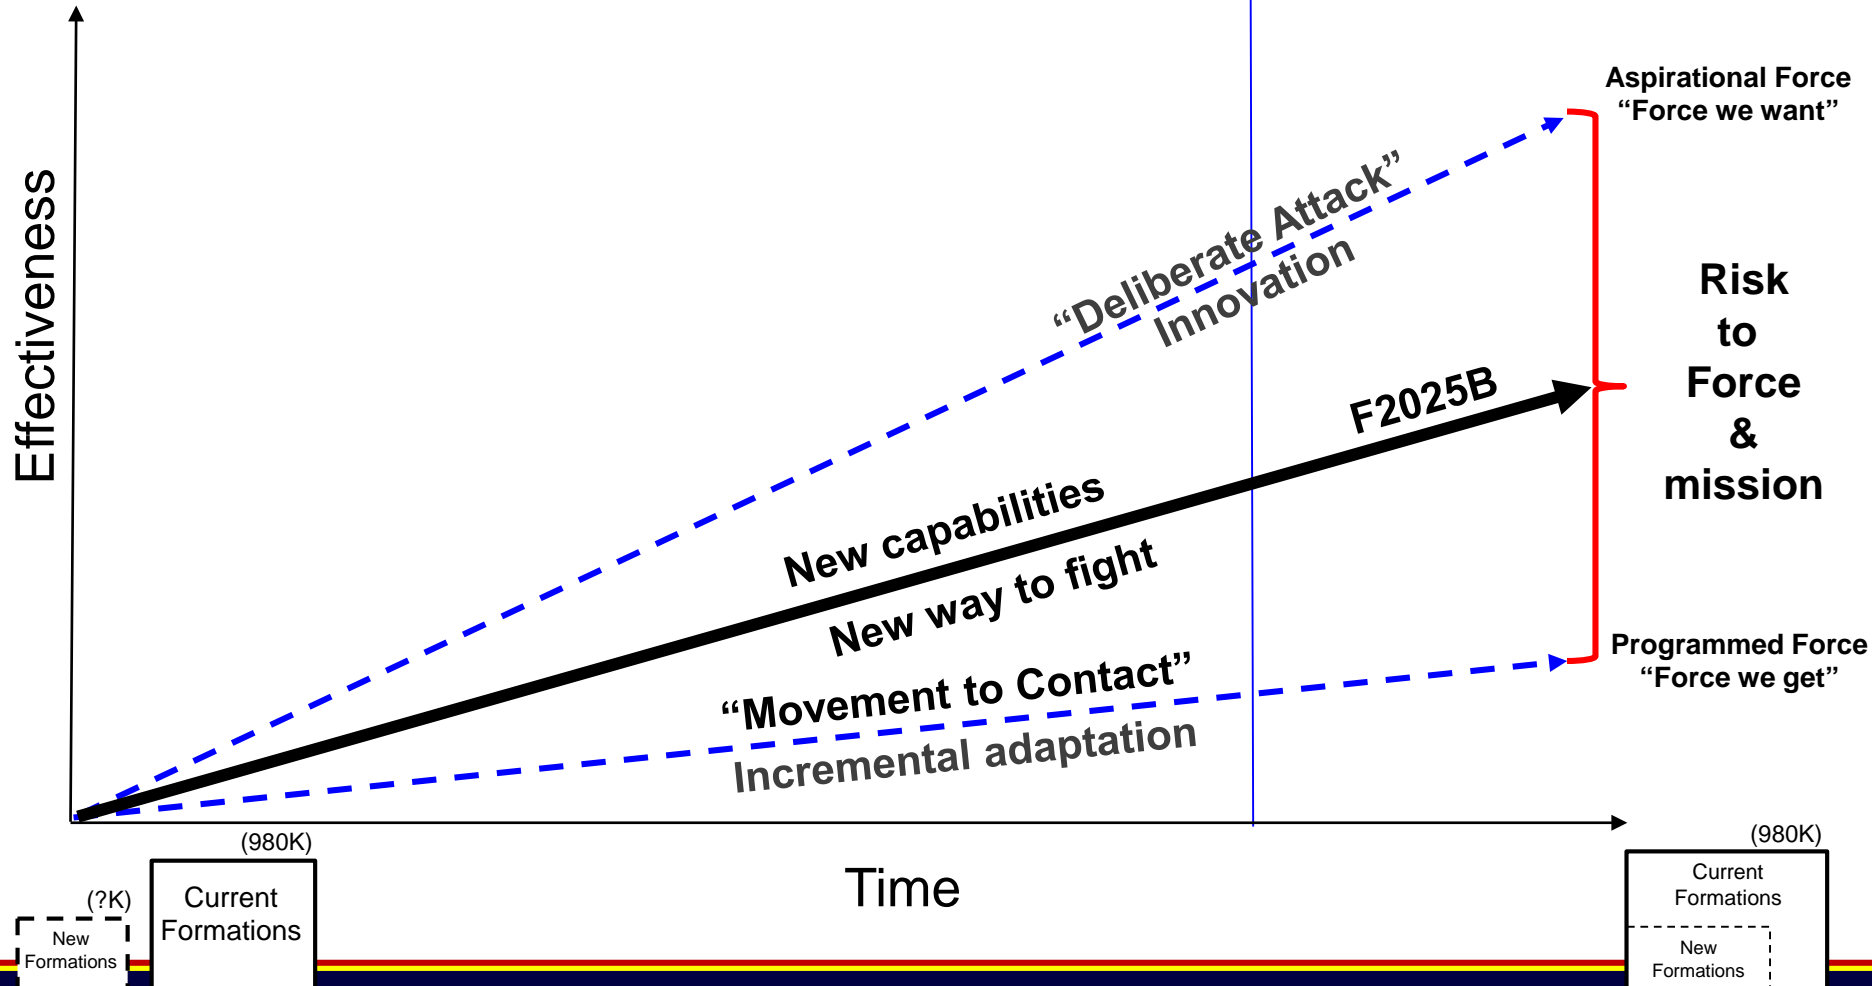 Effectiveness
Aspirational Force
“Force we want”
“Deliberate Attack”
Innovation
Risk
to
Force
&
mission
F2025B
New capabilities
New way to fight
“Movement to Contact”
Incremental adaptation
Programmed Force
“Force we get”
Time
(?K)
New
Formations
(980K)
Current
Formations
(980K)
Current
Formations
New
Formations